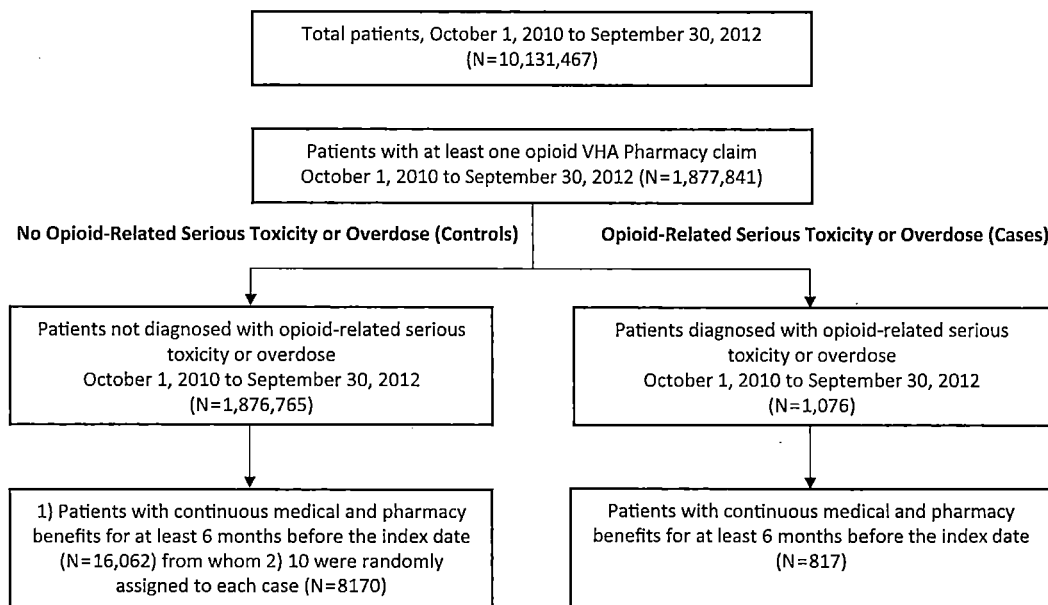 Total patients, October 1, 2010 to September 30, 2012
(N=10,131,467)
Patients with at least one opioid VHA Pharmacy claim
October 1, 2010 to September 30, 2012 (N=1,877,841)
No Opioid-Related Serious Toxicity or Overdose (Controls)
Opioid-Related Serious Toxicity or Overdose (Cases)
Patients not diagnosed with opioid-related serious
toxicity or overdose
October 1, 2010 to September 30, 2012
(N=1,876,765)
Patients diagnosed with opioid-related serious
toxicity or overdose
October 1, 2010 to September 30, 2012
(N=1,076)
1) Patients with continuous medical and pharmacy
benefits for at least 6 months before the index date
(N=16,062) from whom 2) 10 were randomly
assigned to each case (N=8170)
Patients with continuous medical and pharmacy
benefits for at least 6 months before the index date
(N=817)